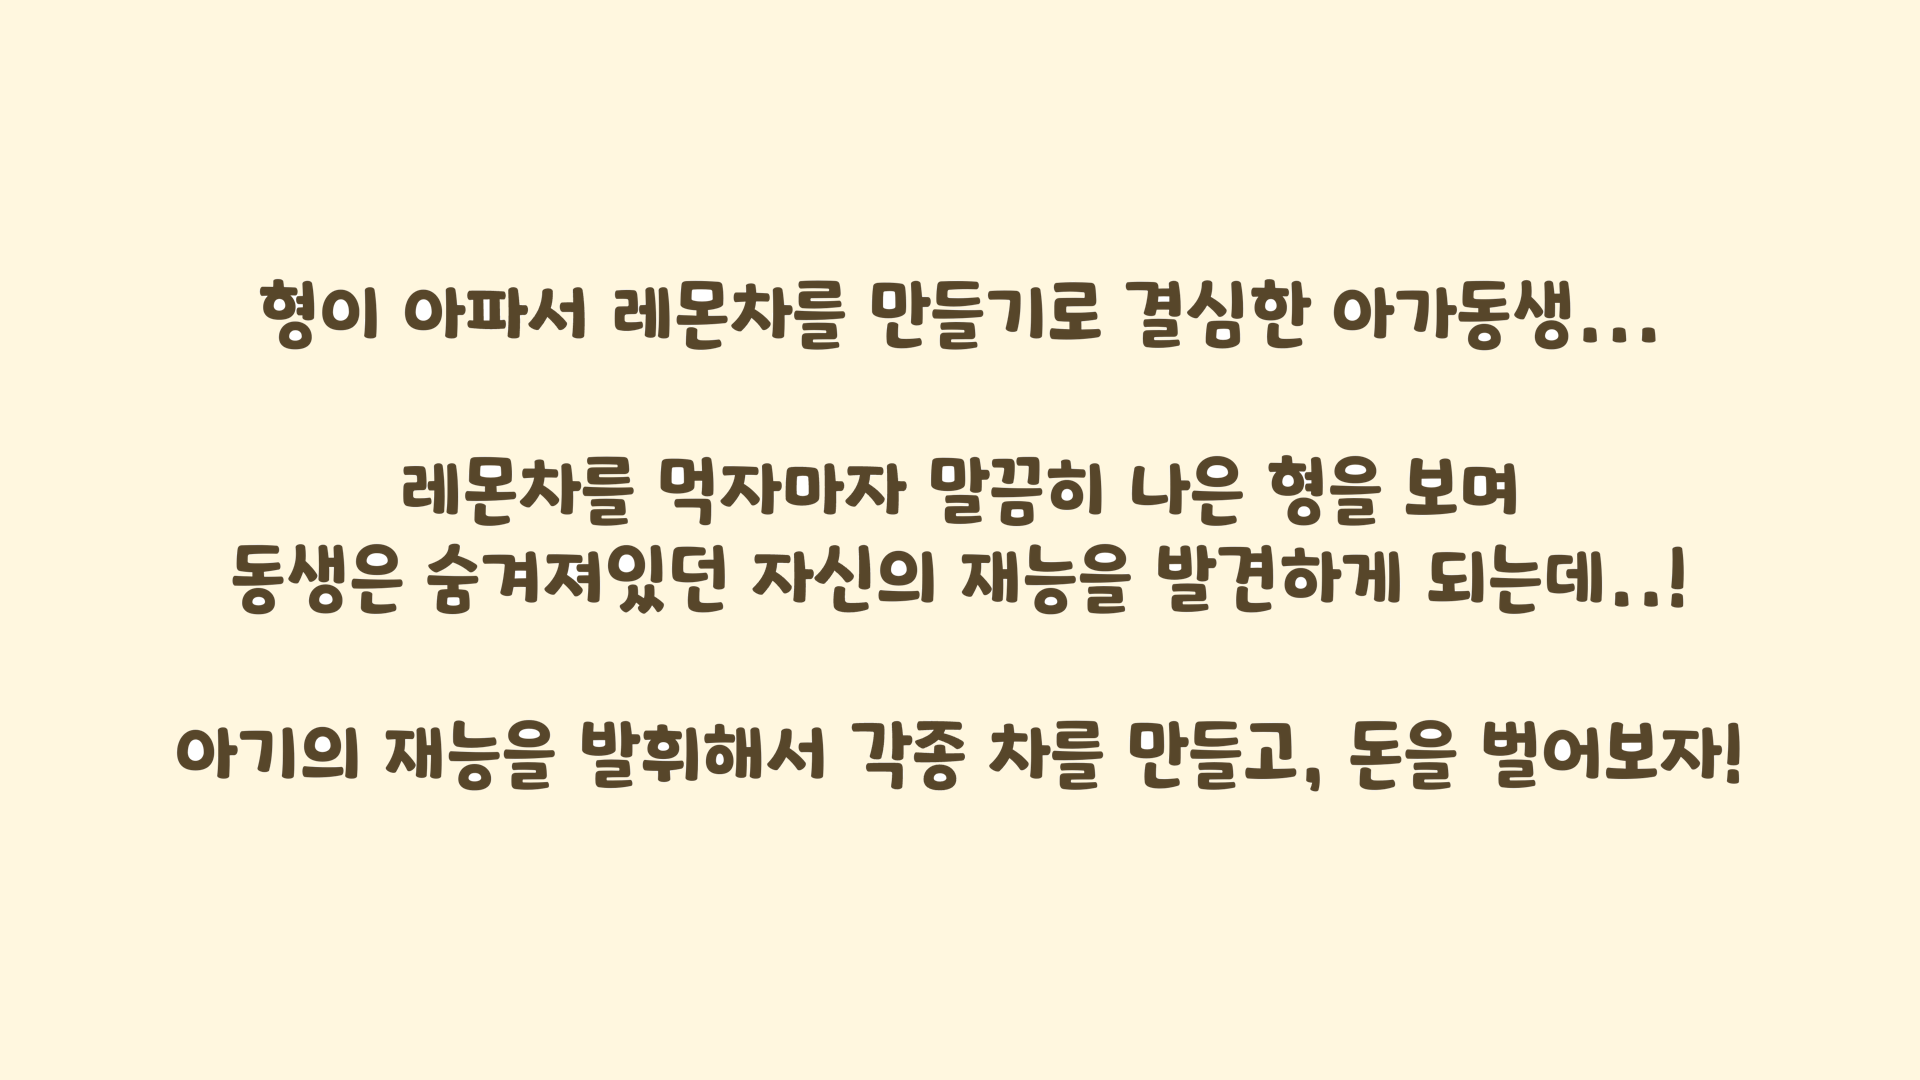 형이 아파서 레몬차를 만들기로 결심한 아가동생...
레몬차를 먹자마자 말끔히 나은 형을 보며
동생은 숨겨져있던 자신의 재능을 발견하게 되는데..!
아기의 재능을 발휘해서 각종 차를 만들고, 돈을 벌어보자!